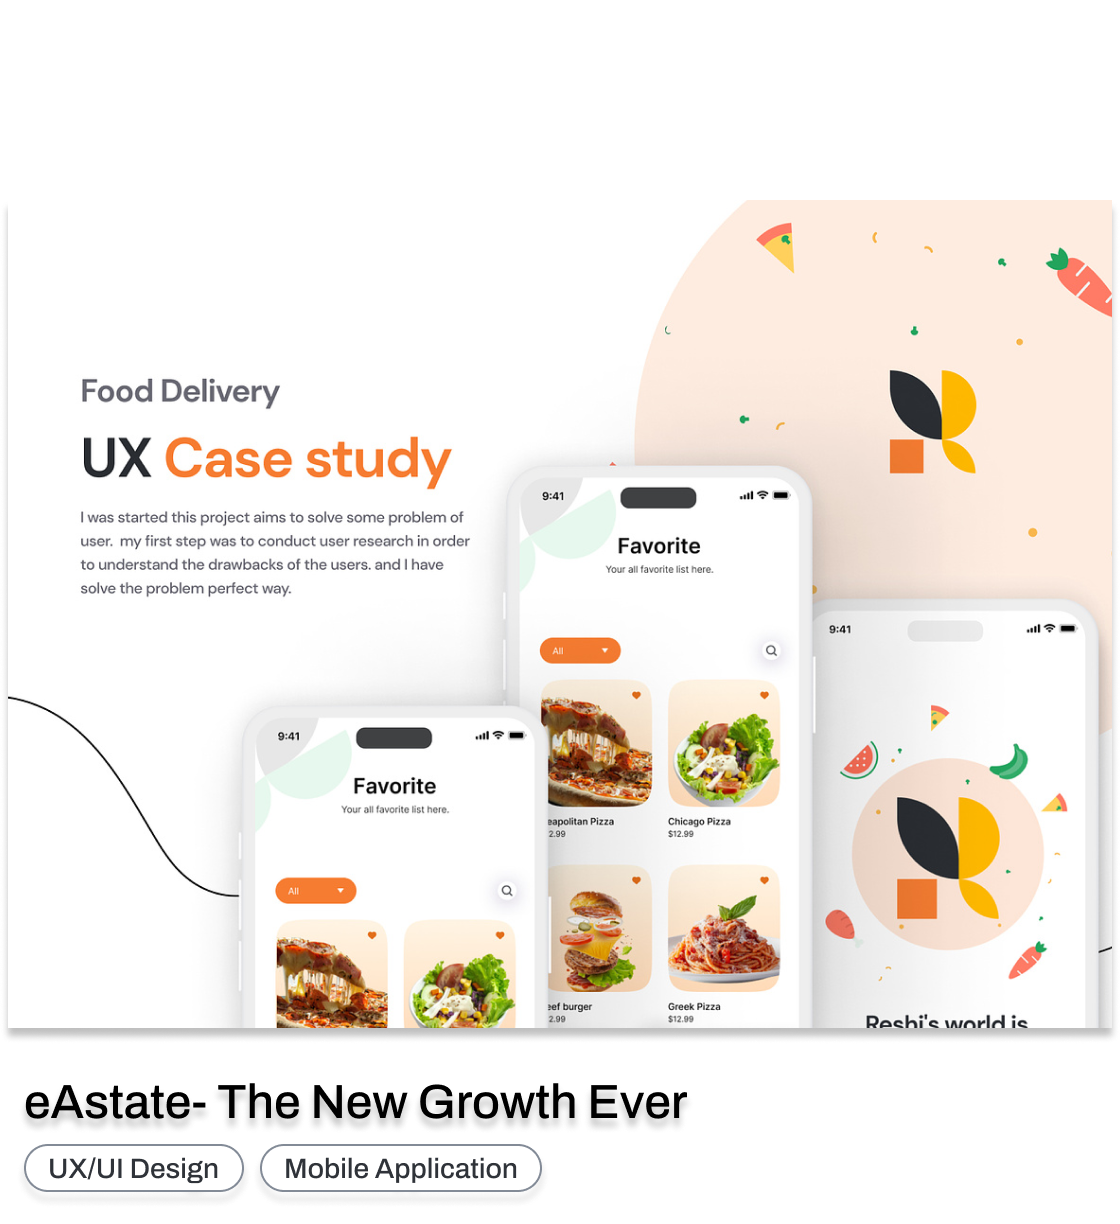 Food Delivery
UX Case study
I was started this project aims to solve some problem of
user.  my first step was to conduct user research in order
to understand the drawbacks of the users. and I have
solve the problem perfect way.
9:41
Favorite
Your all favorite list here.
All
eapolitan Pizza
2.99
Chicago Pizza
$12.99
eef burger
2.99
Greek Pizza
$12.99
9:41
Reshi's world is
9:41
Favorite
Your all favorite list here.
All
eAstate- The New Growth Ever
UX/UI Design
Mobile Application